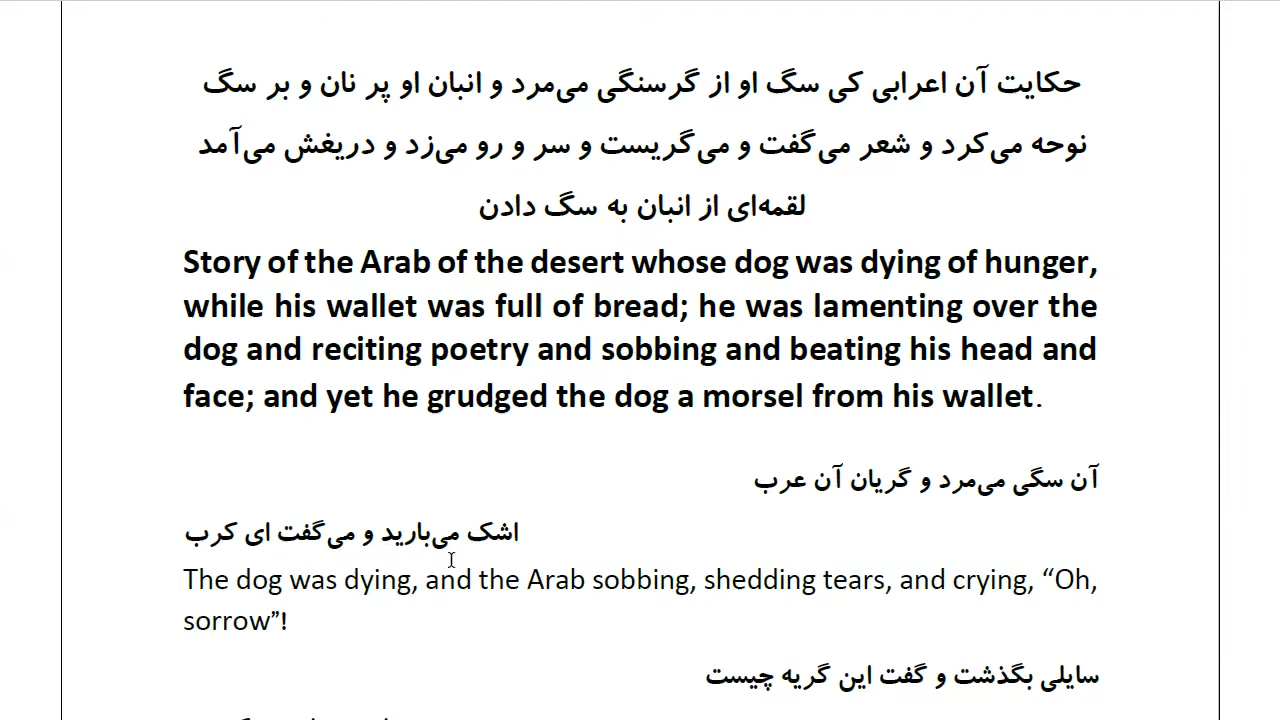 حکایت آن اعرابی کی سگ او از گرسنگی می‌مرد و انبان او پر نان و بر سگ
نوحه می‌کرد و شعر می‌گفت و می‌گریست و سر و رو می‌زد و دریغش می‌آمد
لقمه‌ای از انبان به سگ دادن
Story of the Arab of the desert whose dog was dying of hunger,
while his wallet was full of bread; he was lamenting over the
dog and reciting poetry and sobbing and beating his head and
face; and yet he grudged the dog a morsel from his wallet.
آن سگی می‌مرد و گریان آن عرب
اشک می‌بارید و می‌گفت ای کرب
The dog was dying, and the Arab sobbing, shedding tears, and crying, “Oh,
sorrow”!
سایلی بگذشت و گفت این گریه چیست